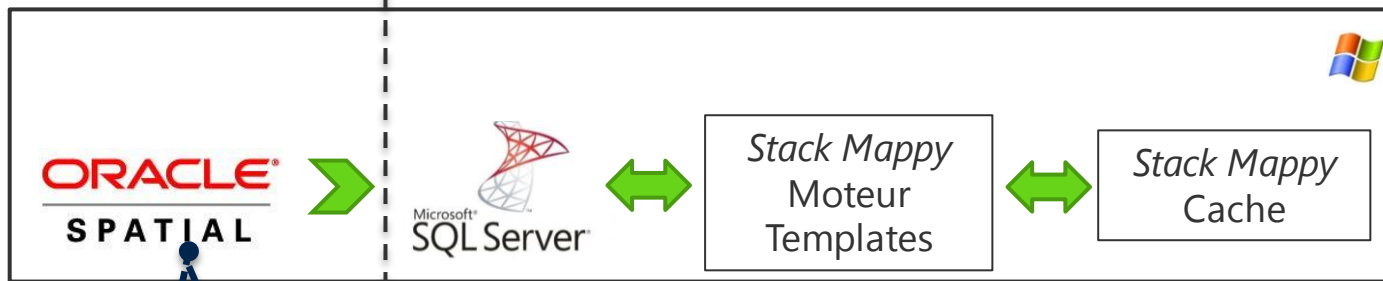 ORACLE®
SPATIAL
Microsoft®
SQL Server®
Stack Mappy
Moteur
Templates
Stack Mappy
Cache